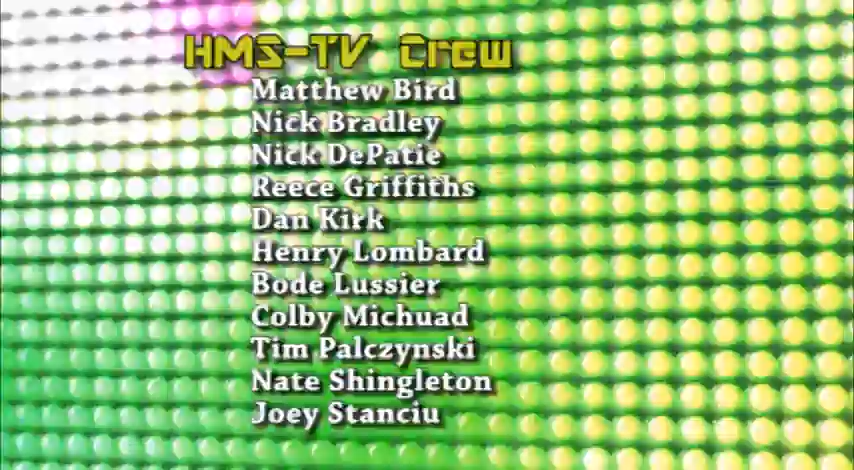 HMS-TV Crew
Matthew Bird
Nick Bradley
Nick DePatie
Reece Griffiths
Dan Kirk
Henry Lombard
Bode Lussier
Colby Michuad
Tim Palczynski
Nate Shingleton
Joey Stanciu